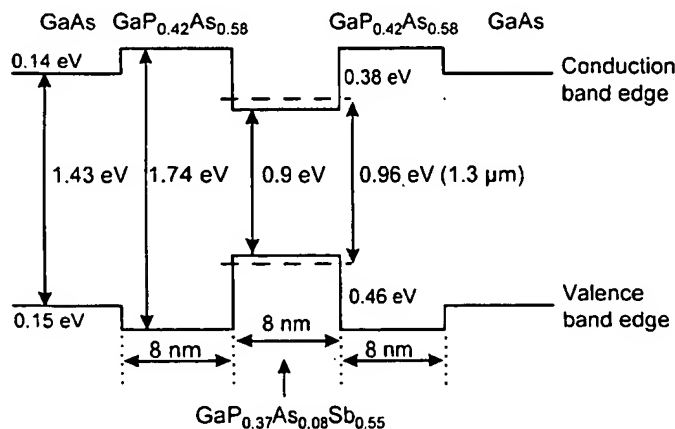 GaAs GaP0.42As0.58 GaP0.42As0.58 GaAs
0.14 eV 0.38 eV Conduction band edge
1.43 eV 1.74 eV 0.9 eV 0.96 eV (1.3 μm)
0.15 eV 0.46 eV Valence band edge
8 nm 8 nm 8 nm
GaP0.37As0.08Sb0.55